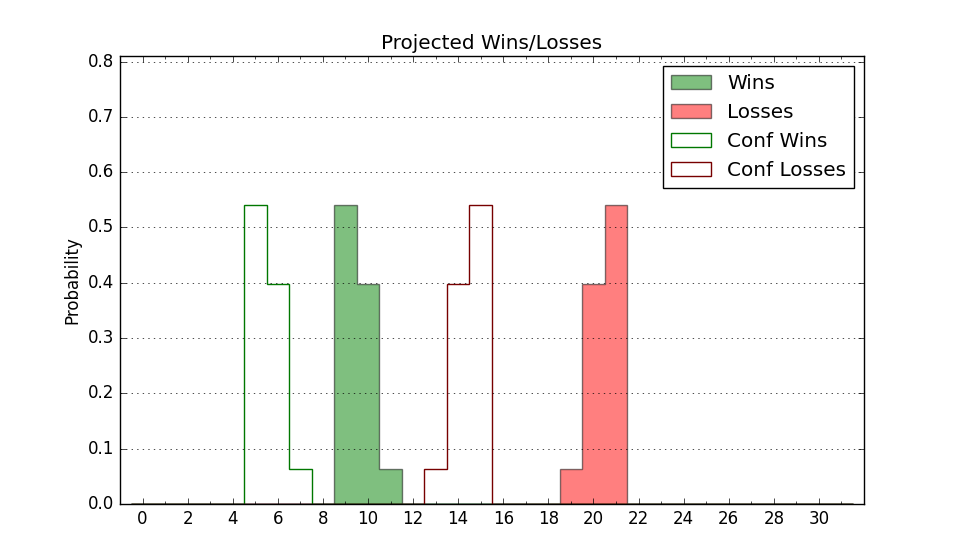 Projected Wins/Losses
0.8
0.7
0.6
0.5
0.4
0.3
0.2
0.1
0.0
Probability
Wins
Losses
Conf Wins
Conf Losses
0 2 4 6 8 10 12 14 16 18 20 22 24 26 28 30